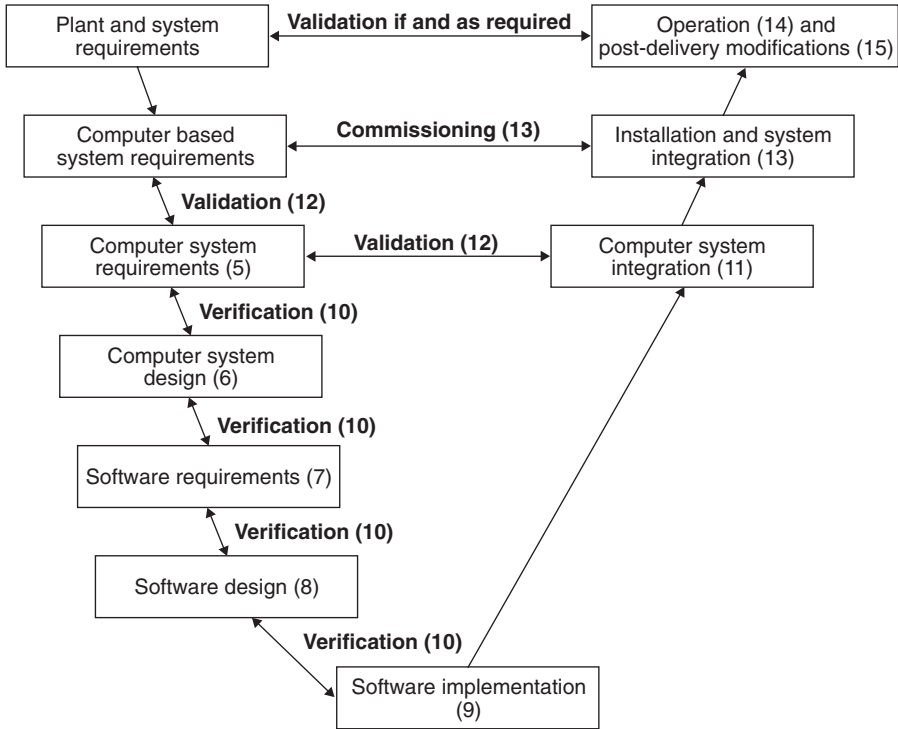 Plant and system
requirements
Validation if and as required
Operation (14) and
post-delivery modifications (15)
Computer based
system requirements
Commissioning (13)
Installation and system
integration (13)
Validation (12)
Computer system
requirements (5)
Validation (12)
Computer system
integration (11)
Verification (10)
Computer system
design (6)
Verification (10)
Software requirements (7)
Verification (10)
Software design (8)
Verification (10)
Software implementation
(9)